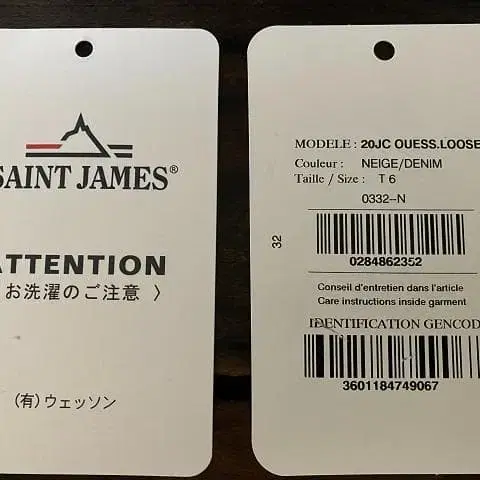 SAINT JAMES®
ATTENTION
お洗濯のご注意 〉
(有) ウェッソン
MODELE : 20JC OUESS.LOOSE
Couleur : NEIGE/DENIM
Taille / Size : T 6
0332--N
32
0284862352
Conseil d'entretien dans l'article
Care instructions inside garment
IDENTIFICATION GENCOD
3601184749067